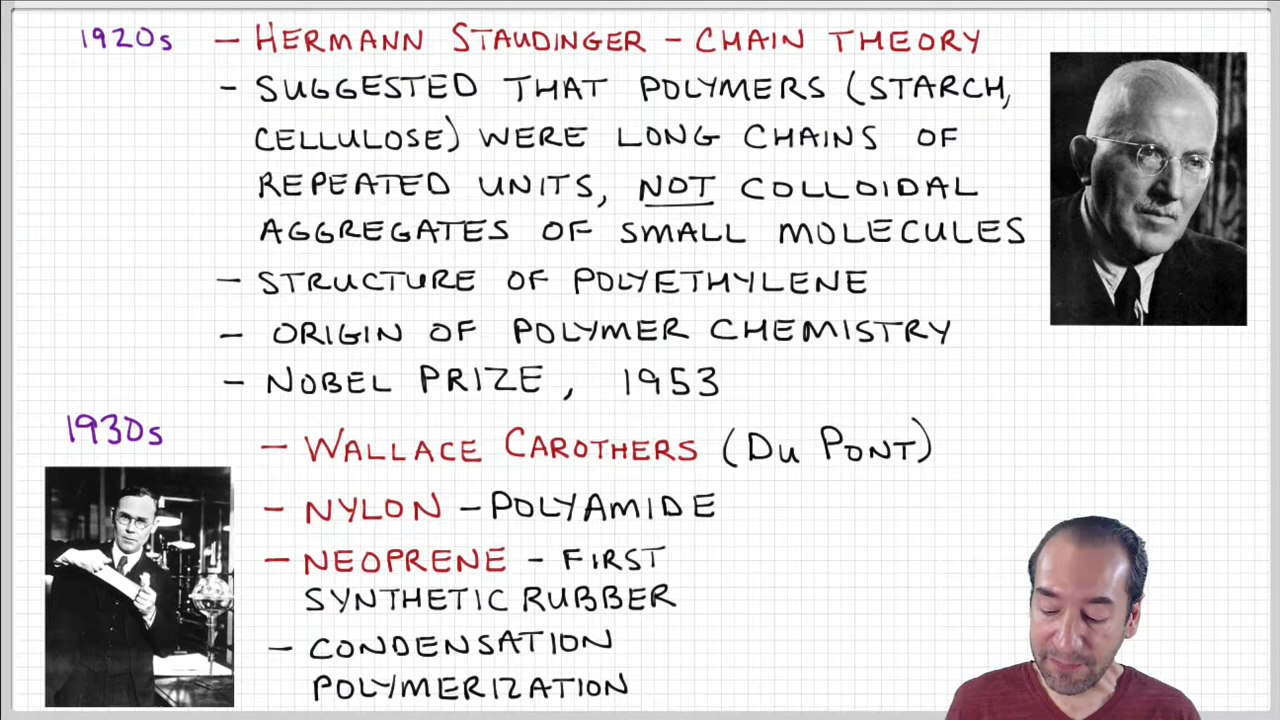 1920s - HERMANN STAUDINGER - CHAIN THEORY
- SUGGESTED THAT POLYMERS (STARCH,
CELLULOSE) WERE LONG CHAINS OF
REPEATED UNITS, NOT COLLOIDAL
AGGREGATES OF SMALL MOLECULES
- STRUCTURE OF POLYETHYLENE
- ORIGIN OF POLYMER CHEMISTRY
- NOBEL PRIZE, 1953
1930s
- WALLACE CAROTHERS (DU PONT)
- NYLON - POLYAMIDE
- NEOPRENE - FIRST
SYNTHETIC RUBBER
- CONDENSATION
POLYMERIZATION